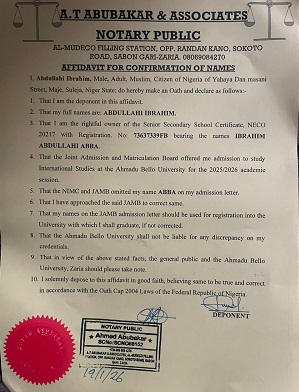 A.T ABUBAKAR & ASSOCIATES
NOTARY PUBLIC
AL-MUDECO FILLING STATION, OPP. RANDAN KANO, SOKOTO
ROAD, SABON GARI-ZARIA. 08069084270
AFFIDAVIT FOR CONFIRMATION OF NAMES
I, Abdullahi Ibrahim, Male, Adult, Muslim, Citizen of Nigeria of Yahaya Dan masani
Street, Maje, Suleja, Niger State; do hereby make an Oath and declare as follows:-
1. That I am the deponent in this affidavit.
2. That my full names are: ABDULLAHI IBRAHIM.
3. That I am the rightful owner of the Senior Secondary School Certificate, NECO
20217 with Registration. No: 73637339FB bearing the names IBRAHIM
ABDULLAHI ABBA.
4. That the Joint Admission and Matriculation Board offered me admission to study
International Studies at the Ahmadu Bello University for the 2025/2026 academic
session.
5. That the NIMC and JAMB omitted my name ABBA on my admission letter.
6. That I have approached the said JAMB to correct same.
7. That my names on the JAMB admission letter should be used for registration into the
University with which I shall graduate, if not corrected.
8. That the Ahmadu Bello University shall not be liable for any discrepancy on my
credentials.
9. That in view of the above stated facts, the general public and the Ahmadu Bello
University, Zaria should please take note.
10. I solemnly depose to this affidavit in good faith, believing same to be true and correct
in accordance with the Oath Cap 2004 Laws of the Federal Republic of Nigeria.
DEPONENT
NOTARY PUBLIC
Ahmed Abubakar
A.T ABUBAKAR & ASSOCIATES, AL-MUDECO FILLING
19/1/26